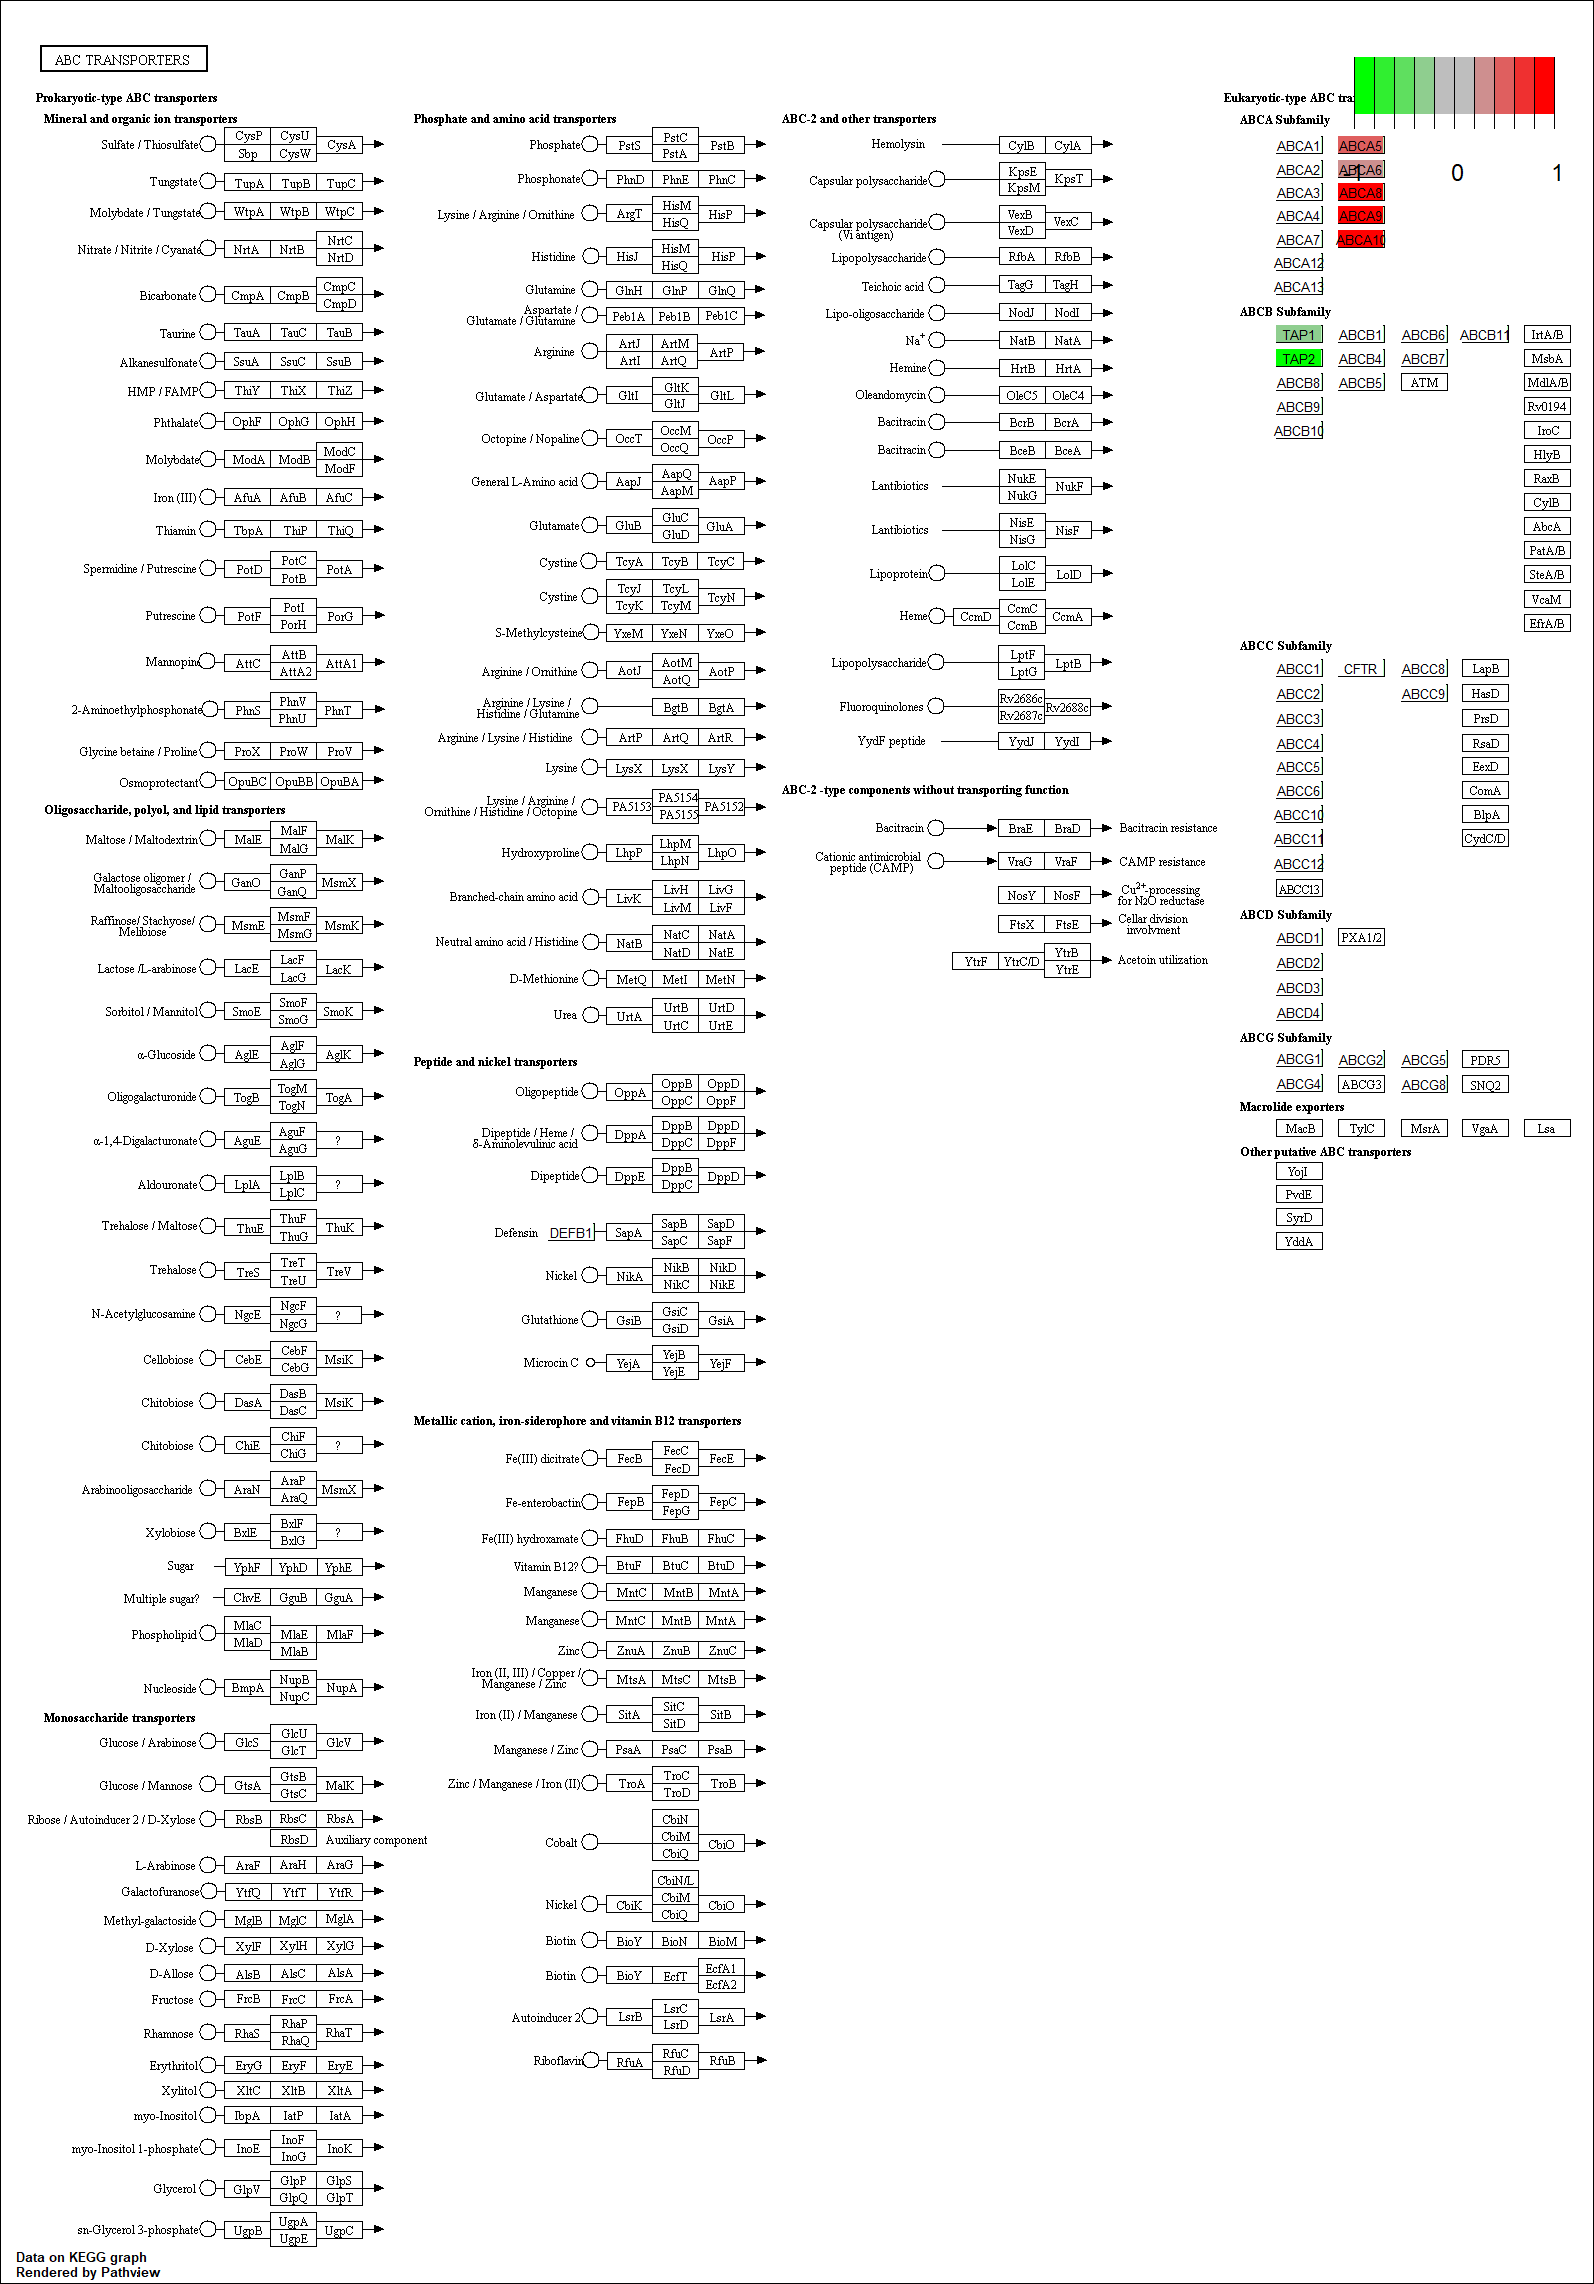 ABC TRANSPORTERS
Prokaryotic-type ABC transporters
Mineral and organic ion transporters
Sulfate / Thiosulfate CysP CysU CysA
Sbp CysW
Tungstate TupA TupB TupC
Molybdate / Tungstate WtpA WtpB WtpC
Nitrate / Nitrite / Cyanate NrtA NrtB NrtC
NrtD
Bicarbonate CmpA CmpB CmpC
CmpD
Taurine TauA TauC TauB
Alkanesulfonate SsuA SsuC SsuB
HMP / FAMP ThiY ThiX ThiZ
Phthalate OphF OphG OphH
Molybdate ModA ModB ModC
ModF
Iron (III) AfuA AfuB AfuC
Thiamin TbpA ThiP ThiQ
Spermidine / Putrescine PotD PotC PotA
PotB
Putrescine PotF PotI PorG
PorH
Mannopine AttC AttB AttA1
AttA2
2-Aminoethylphosphonate PhnS PhnV PhnT
PhnU
Glycine betaine / Proline ProX ProW ProV
Osmoprotectant OpuBC OpuBB OpuBA
Oligosaccharide, polyol, and lipid transporters
Maltose / Maltodextrin MalE MalF MalK
MalG
Galactose oligomer /
Maltooligosaccharide GanO GanP MsmX
GanQ
Raffinose/ Stachyose/
Melibiose MsmE MsmF MsmK
MsmG
Lactose /L-arabinose LacE LacF LacK
LacG
Sorbitol / Mannitol SmoE SmoF SmoK
SmoG
α-Glucoside AglE AglF AglK
AglG
Oligogalacturonide TogB TogM TogA
TogN
α-1,4-Digalacturonate AguE AguF ?
AguG
Aldouronate LplA LplB ?
LplC
Trehalose / Maltose ThuE ThuF ThuK
ThuG
Trehalose TreS TreT TreV
TreU
N-Acetylglucosamine NgcE NgcF ?
NgcG
Cellobiose CebE CebF MsiK
CebG
Chitobiose DasA DasB MsiK
DasC
Chitobiose ChiE ChiF ?
ChiG
Arabinooligosaccharide AraN AraP MsmX
AraQ
Xylobiose BxlE BxlF ?
BxlG
Sugar YphF YphD YphE
Multiple sugar? ChvE GguB GguA
Phospholipid MlaC MlaE MlaF
MlaD MlaB
Nucleoside BmpA NupB NupA
NupC
Monosaccharide transporters
Glucose / Arabinose GlcS GlcU GlcV
GlcT
Glucose / Mannose GtsA GtsB MalK
GtsC
Ribose / Autoinducer 2 / D-Xylose RbsB RbsC RbsA
RbsD Auxiliary component
L-Arabinose AraF AraH AraG
Galactofuranose YtfQ YtfT YtfR
Methyl-galactoside MglB MglC MglA
D-Xylose XylF XylH XylG
D-Allose AlsB AlsC AlsA
Fructose FrcB FrcC FrcA
Rhamnose RhaS RhaP RhaT
RhaQ
Erythritol EryG EryF EryE
Xylitol XltC XltB XltA
myo-Inositol IbpA IatP IatA
myo-Inositol 1-phosphate InoE InoF InoK
InoG
Glycerol GlpV GlpP GlpS
GlpQ GlpT
sn-Glycerol 3-phosphate UgpB UgpA UgpC
UgpE
Phosphate and amino acid transporters
Phosphate PstS PstC PstB
PstA
Phosphonate PhnD PhnE PhnC
Lysine / Arginine / Ornithine ArgT HisM HisP
HisQ
Histidine HisJ HisM HisP
HisQ
Glutamine GlnH GlnP GlnQ
Aspartate /
Glutamate / Glutamine Peb1A Peb1B Peb1C
Arginine ArtJ ArtM ArtP
ArtI ArtQ
Glutamate / Aspartate GltI GltK GltL
GltJ
Octopine / Nopaline OccT OccM OccP
OccQ
General L-Amino acid AapJ AapQ AapP
AapM
Glutamate GluB GluC GluA
GluD
Cystine TcyA TcyB TcyC
Cystine TcyJ TcyL TcyN
TcyK TcyM
S-Methylcysteine YxeM YxeN YxeO
Arginine / Ornithine AotJ AotM AotP
AotQ
Arginine / Lysine /
Histidine / Glutamine BgtB BgtA
Arginine / Lysine / Histidine ArtP ArtQ ArtR
Lysine LysX LysX LysY
Lysine / Arginine /
Ornithine / Histidine / Octopine PA5153 PA5154 PA5152
PA5155
Hydroxyproline LhpP LhpM LhpO
LhpN
Branched-chain amino acid LivK LivH LivG
LivM LivF
Neutral amino acid / Histidine NatB NatC NatA
NatD NatE
D-Methionine MetQ MetI MetN
Urea UrtA UrtB UrtD
UrtC UrtE
Peptide and nickel transporters
Oligopeptide OppA OppB OppD
OppC OppF
Dipeptide / Heme /
δ-Aminolevulinic acid DppA DppB DppD
DppC DppF
Dipeptide DppE DppB DppD
DppC
Defensin DEFB1 SapA SapB SapD
SapC SapF
Nickel NikA NikB NikD
NikC NikE
Glutathione GsiB GsiC GsiA
GsiD
Microcin C YejA YejB YejF
YejE
Metallic cation, iron-siderophore and vitamin B12 transporters
Fe(III) dicitrate FecB FecC FecE
FecD
Fe-enterobactin FepB FepD FepC
FepG
Fe(III) hydroxamate FhuD FhuB FhuC
Vitamin B12? BtuF BtuC BtuD
Manganese MntC MntB MntA
Manganese MntC MntB MntA
Zinc ZnuA ZnuB ZnuC
Iron (II, III) / Copper /
Manganese / Zinc MtsA MtsC MtsB
Iron (II) / Manganese SitA SitC SitB
SitD
Manganese / Zinc PsaA PsaC PsaB
Zinc / Manganese / Iron (II) TroA TroC TroB
TroD
Cobalt CbiN
CbiM CbiO
CbiQ
Nickel CbiK CbiN/L
CbiM CbiO
CbiQ
Biotin BioY BioN BioM
Biotin BioY EcfT EcfA1
EcfA2
Autoinducer 2 LsrB LsrC LsrA
LsrD
Riboflavin RfuA RfuC RfuB
RfuD
ABC-2 and other transporters
Hemolysin CylB CylA
Capsular polysaccharide KpsE KpsT
KpsM
Capsular polysaccharide VexB VexC
(Vi antigen) VexD
Lipopolysaccharide RfbA RfbB
Teichoic acid TagG TagH
Lipo-oligosaccharide NodJ NodI
Na+ NatB NatA
Hemine HrtB HrtA
Oleandomycin OleC5 OleC4
Bacitracin BcrB BcrA
Bacitracin BceB BceA
Lantibiotics NukE NukF
NukG
Lantibiotics NisE NisF
NisG
Lipoprotein LolC LolD
LolE
Heme CcmD CcmC CcmA
CcmB
Lipopolysaccharide LptF LptB
LptG
Fluoroquinolones Rv2686c Rv2688c
Rv2687c
YydF peptide YydJ YydI
ABC-2 -type components without transporting function
Bacitracin BraE BraD Bacitracin resistance
Cationic antimicrobial
peptide (CAMP) VraG VraF CAMP resistance
NosY NosF Cu2+-processing
for N2O reductase
FtsX FtsE Cellar division
involvment
YtrF YtrC/D YtrB Acetoin utilization
YtrE
Eukaryotic-type ABC tra
-1 0 1
ABCA Subfamily
ABCA1 ABCA5
ABCA2 ABCA6
ABCA3 ABCA8
ABCA4 ABCA9
ABCA7 ABCA10
ABCA12
ABCA13
ABCB Subfamily
TAP1 ABCB1 ABCB6 ABCB11 IrtA/B
TAP2 ABCB4 ABCB7 MsbA
ABCB8 ABCB5 ATM MdlA/B
ABCB9 Rv0194
ABCB10 IroC
HlyB
RaxB
CylB
AbcA
PatA/B
SteA/B
VcaM
EfrA/B
ABCC Subfamily
ABCC1 CFTR ABCC8 LapB
ABCC2 ABCC9 HasD
ABCC3 PrsD
ABCC4 RsaD
ABCC5 EexD
ABCC6 ComA
ABCC10 BlpA
ABCC11 CydC/D
ABCC12
ABCC13
ABCD Subfamily
ABCD1 PXA1/2
ABCD2
ABCD3
ABCD4
ABCG Subfamily
ABCG1 ABCG2 ABCG5 PDR5
ABCG4 ABCG3 ABCG8 SNQ2
Macrolide exporters
MacB TylC MsrA VgaA Lsa
Other putative ABC transporters
YojI
PvdE
SyrD
YddA
Data on KEGG graph
Rendered by Pathview